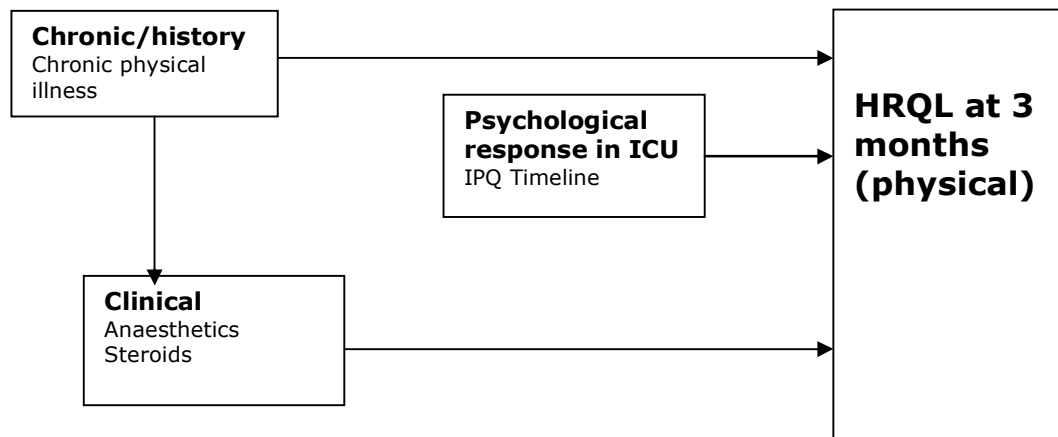 Chronic/history
Chronic physical
illness
Psychological
response in ICU
IPQ Timeline
HRQL at 3
months
(physical)
Clinical
Anaesthetics
Steroids